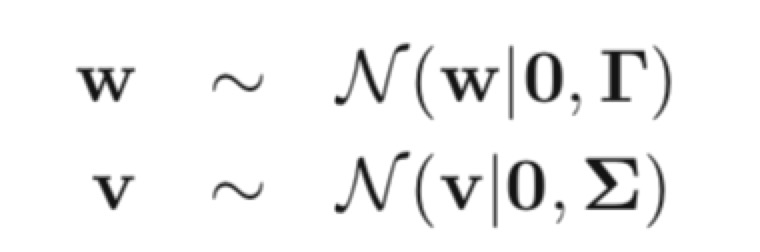 w ∼ 𝒩(w|0, Γ)
v ∼ 𝒩(v|0, Σ)